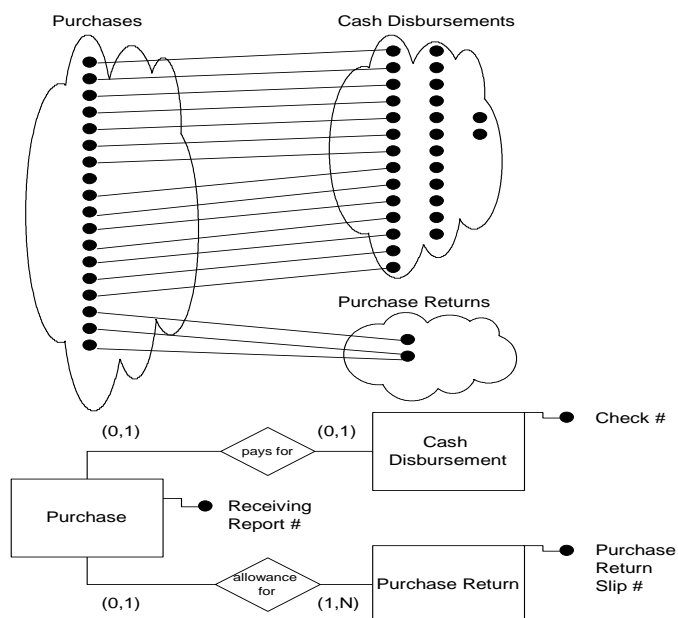 Purchases
Cash Disbursements
Purchase Returns
(0,1)
(0,1)
pays for
Cash
Disbursement
Check #
Purchase
Receiving
Report #
allowance
for
(0,1)
(1,N)
Purchase Return
Purchase
Return
Slip #